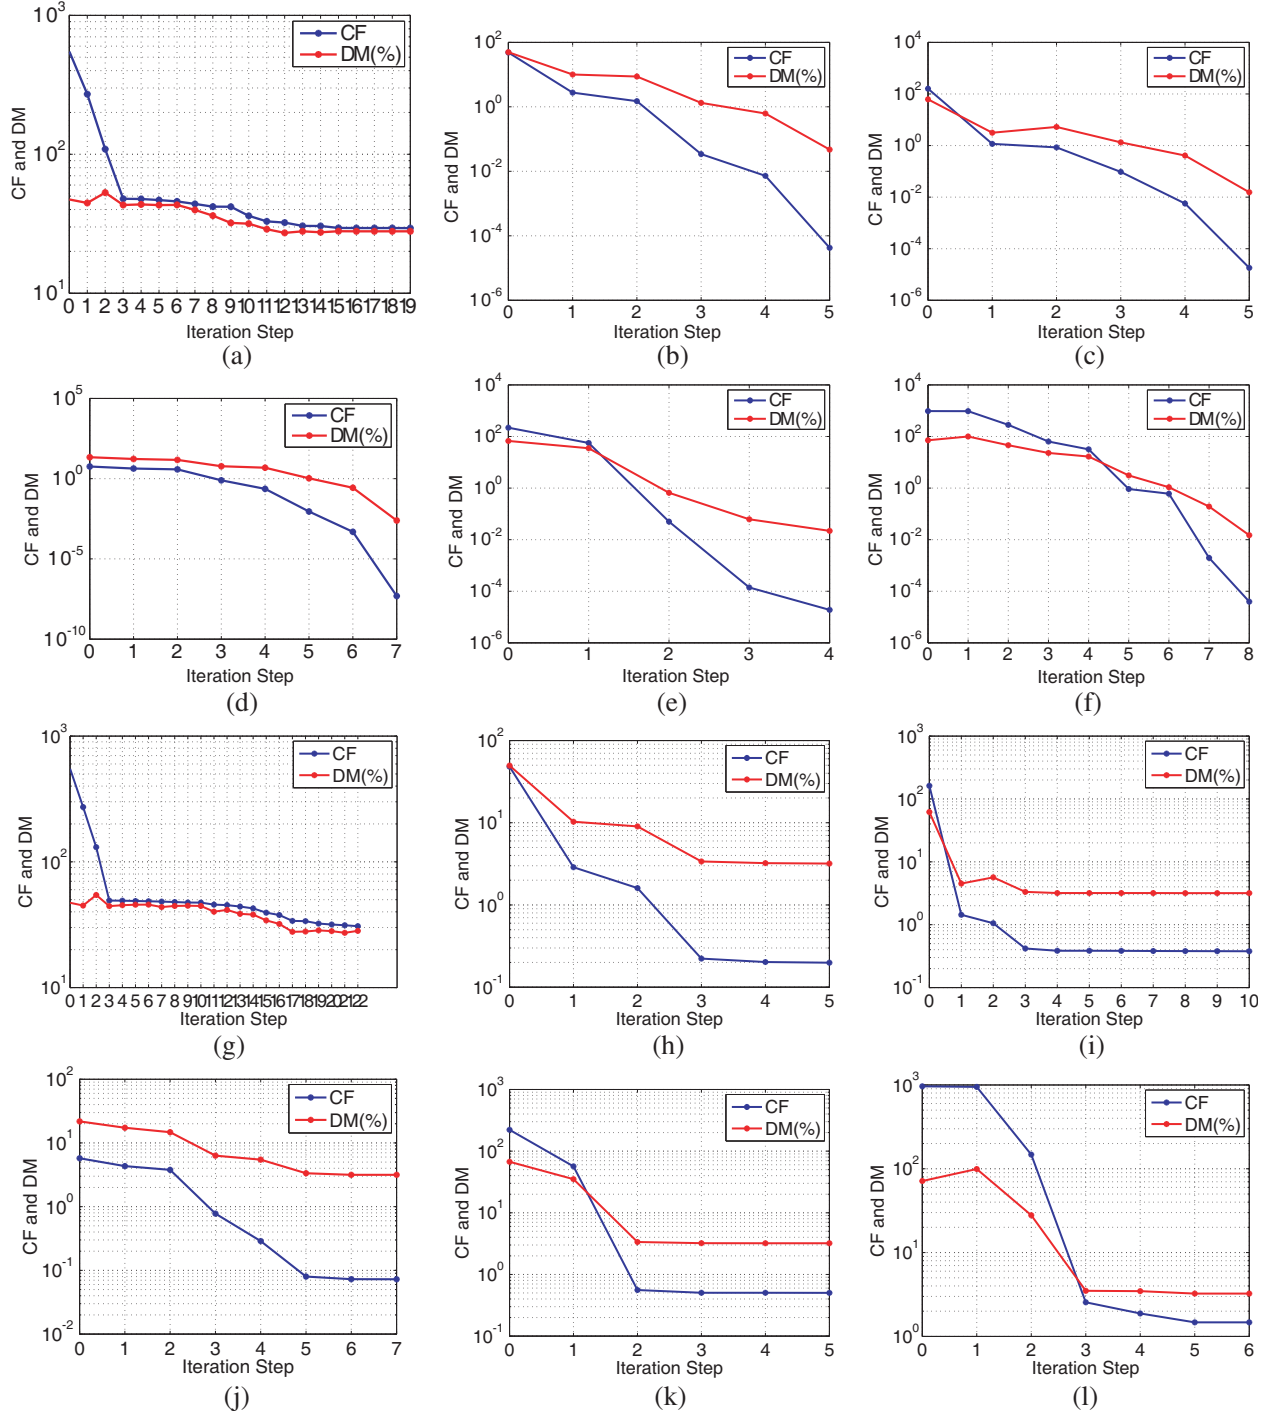 10^3
10^2
10^1
CF and DM
CF
DM(%)
0 1 2 3 4 5 6 7 8 9 10 11 12 13 14 15 16 17 18 19
Iteration Step
(a)
10^2
10^0
10^-2
10^-4
10^-6
CF and DM
CF
DM(%)
0 1 2 3 4 5
Iteration Step
(b)
10^4
10^2
10^0
10^-2
10^-4
10^-6
CF and DM
CF
DM(%)
0 1 2 3 4 5
Iteration Step
(c)
10^5
10^0
10^-5
10^-10
CF and DM
CF
DM(%)
0 1 2 3 4 5 6 7
Iteration Step
(d)
10^4
10^2
10^0
10^-2
10^-4
10^-6
CF and DM
CF
DM(%)
0 1 2 3 4
Iteration Step
(e)
10^4
10^2
10^0
10^-2
10^-4
10^-6
CF and DM
CF
DM(%)
0 1 2 3 4 5 6 7 8
Iteration Step
(f)
10^3
10^2
10^1
CF and DM
CF
DM(%)
0 1 2 3 4 5 6 7 8 9 10 11 12 13 14 15 16 17 18 19 20 21 22
Iteration Step
(g)
10^2
10^1
10^0
10^-1
CF and DM
CF
DM(%)
0 1 2 3 4 5
Iteration Step
(h)
10^3
10^2
10^1
10^0
10^-1
CF and DM
CF
DM(%)
0 1 2 3 4 5 6 7 8 9 10
Iteration Step
(i)
10^2
10^1
10^0
10^-1
10^-2
CF and DM
CF
DM(%)
0 1 2 3 4 5 6 7
Iteration Step
(j)
10^3
10^2
10^1
10^0
10^-1
CF and DM
CF
DM(%)
0 1 2 3 4 5
Iteration Step
(k)
10^3
10^2
10^1
10^0
CF and DM
CF
DM(%)
0 1 2 3 4 5 6
Iteration Step
(l)